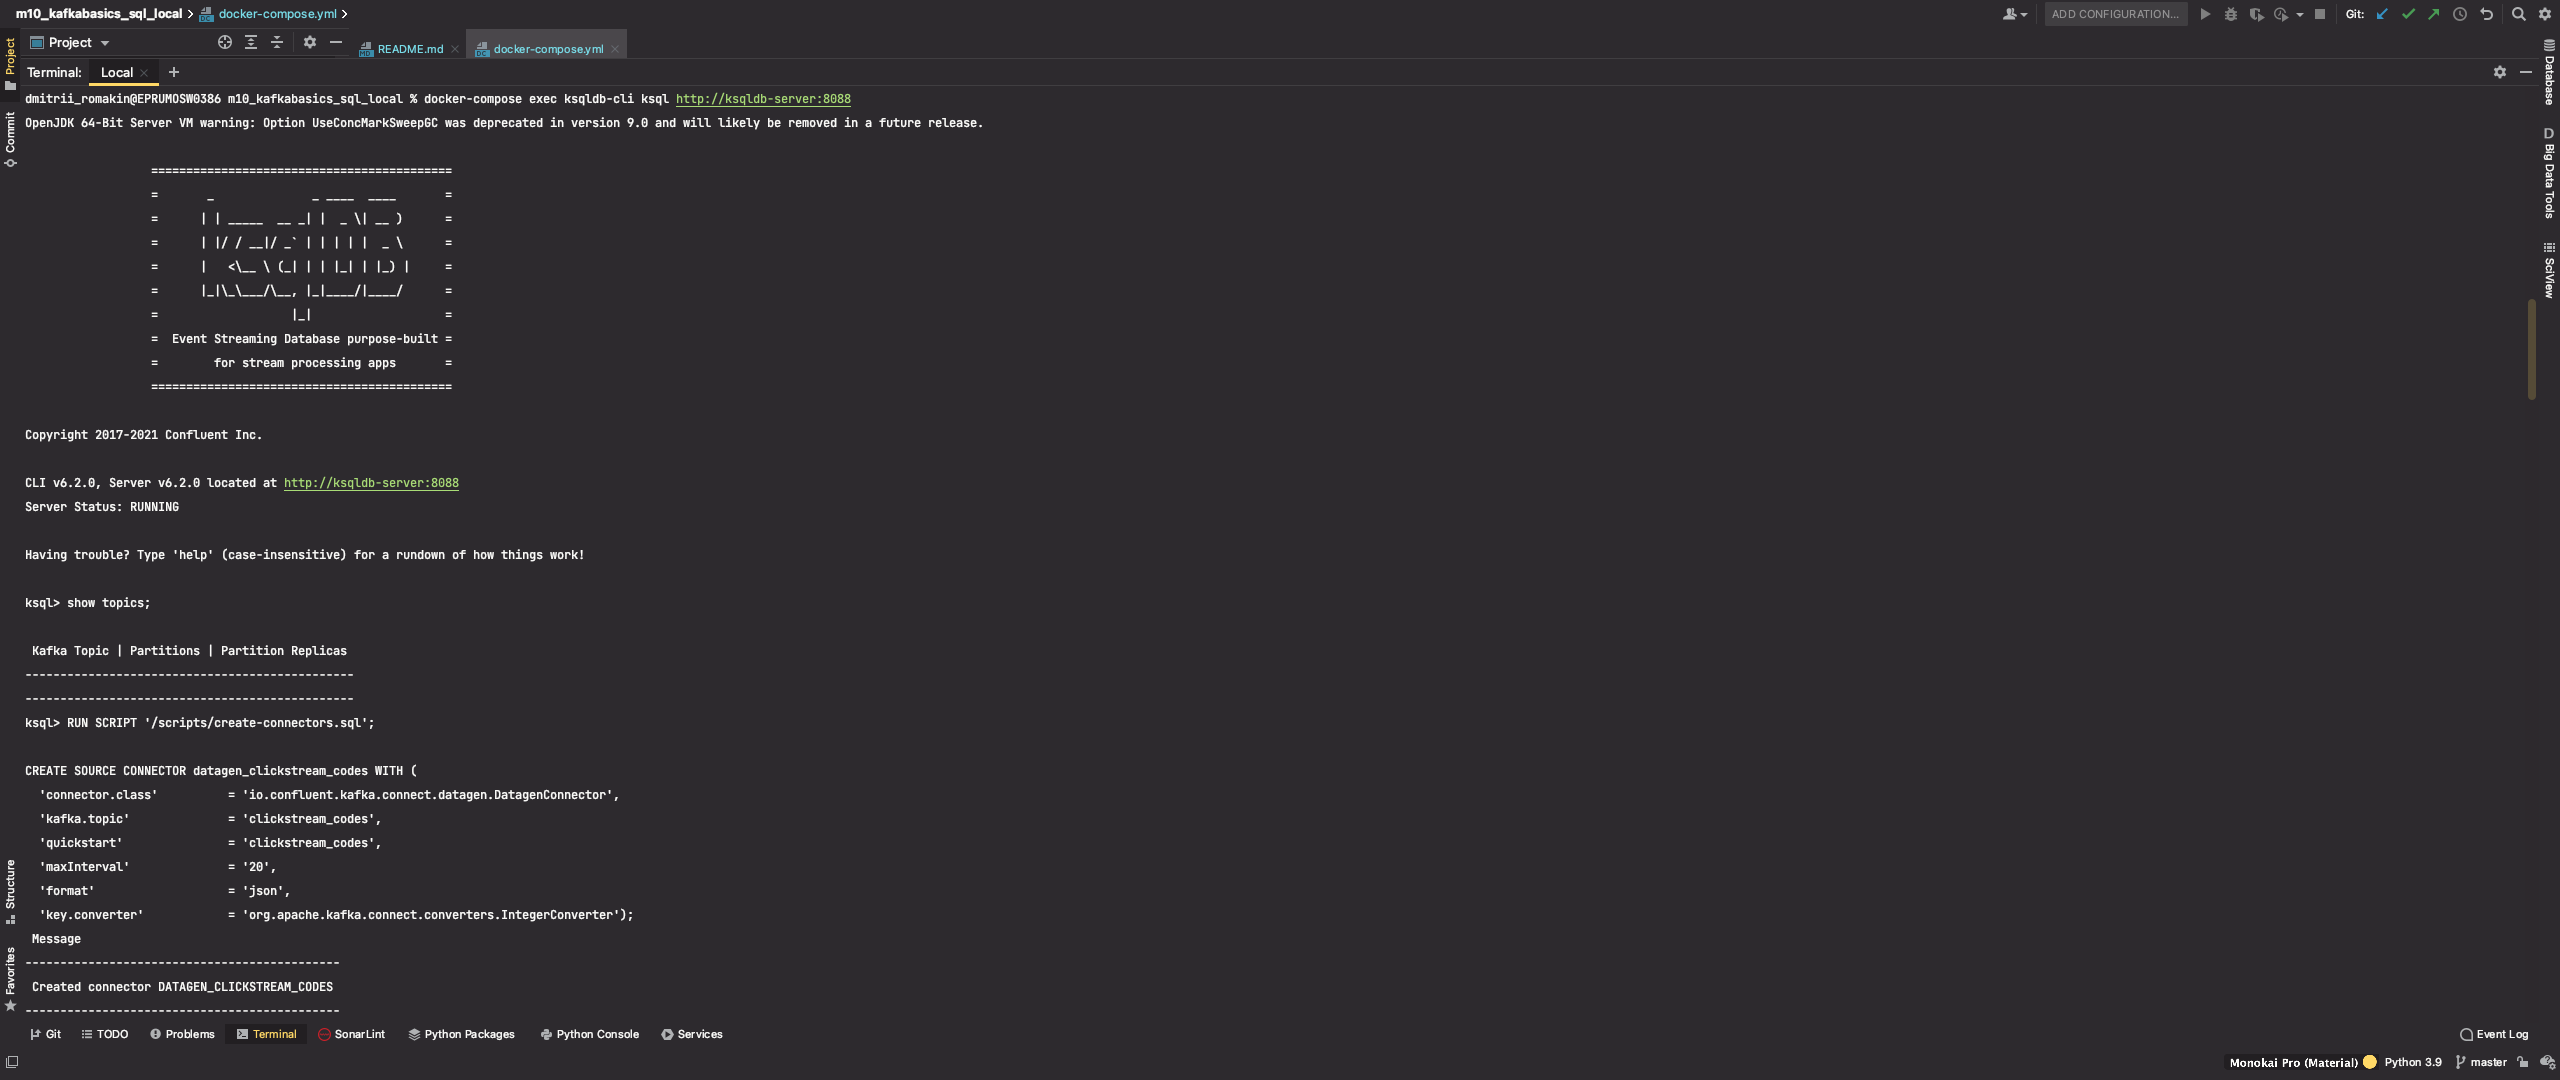 m10_kafkabasics_sql_local docker-compose.yml
ADD CONFIGURATION...
Git:
Project
README.md
docker-compose.yml
Terminal: Local
dmitrii_romakin@EPRUMOSW0386 m10_kafkabasics_sql_local % docker-compose exec ksqldb-cli ksql http://ksqldb-server:8088
OpenJDK 64-Bit Server VM warning: Option UseConcMarkSweepGC was deprecated in version 9.0 and will likely be removed in a future release.
===========================================
=       _              _ ____  ____       =
=      | | _____  __ _| |  _ \| __ )      =
=      | |/ / __|/ _` | | | | |  _ \      =
=      |   <\__ \ (_| | | |_| | |_) |     =
=      |_|\_\___/\__, |_|____/|____/      =
=                   |_|                   =
=  Event Streaming Database purpose-built =
=        for stream processing apps       =
===========================================
Copyright 2017-2021 Confluent Inc.
CLI v6.2.0, Server v6.2.0 located at http://ksqldb-server:8088
Server Status: RUNNING
Having trouble? Type 'help' (case-insensitive) for a rundown of how things work!
ksql> show topics;
Kafka Topic | Partitions | Partition Replicas
-----------------------------------------------
-----------------------------------------------
ksql> RUN SCRIPT '/scripts/create-connectors.sql';
CREATE SOURCE CONNECTOR datagen_clickstream_codes WITH (
'connector.class'          = 'io.confluent.kafka.connect.datagen.DatagenConnector',
'kafka.topic'              = 'clickstream_codes',
'quickstart'               = 'clickstream_codes',
'maxInterval'              = '20',
'format'                   = 'json',
'key.converter'            = 'org.apache.kafka.connect.converters.IntegerConverter');
Message
---------------------------------------------
Created connector DATAGEN_CLICKSTREAM_CODES
---------------------------------------------
Project
Commit
Structure
Favorites
Database
D Big Data Tools
SciView
Git
TODO
Problems
Terminal
SonarLint
Python Packages
Python Console
Services
Event Log
Monokai Pro (Material)
Python 3.9
master